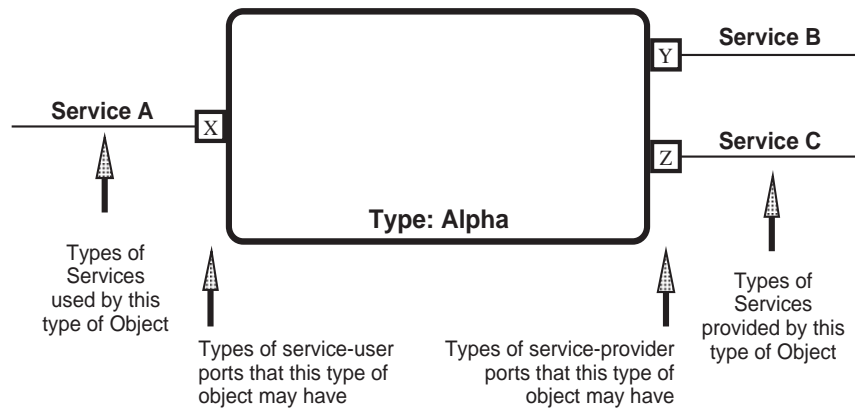 Service B
Y
Service A
X
Service C
Z
Type: Alpha
Types of
Services
used by this
type of Object
Types of service-user
ports that this type of
object may have
Types of service-provider
ports that this type of
object may have
Types of
Services
provided by this
type of Object